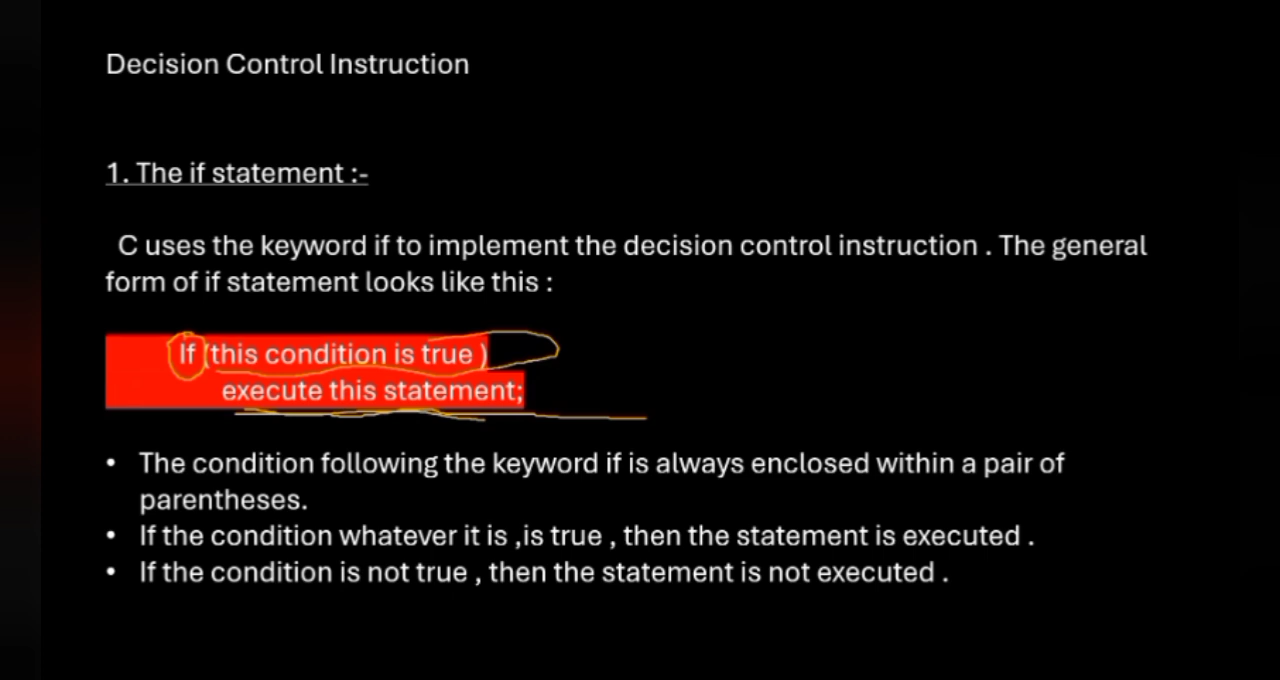 Decision Control Instruction
1. The if statement :-
C uses the keyword if to implement the decision control instruction . The general
form of if statement looks like this :
If (this condition is true )
execute this statement;
• The condition following the keyword if is always enclosed within a pair of
parentheses.
• If the condition whatever it is ,is true , then the statement is executed .
• If the condition is not true , then the statement is not executed .